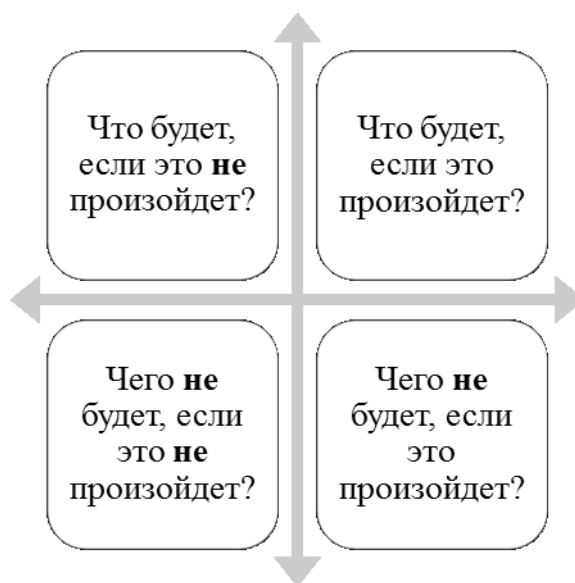 Что будет,
если это не
произойдет?
Что будет,
если это
произойдет?
Чего не
будет, если
это не
произойдет?
Чего не
будет, если
это
произойдет?